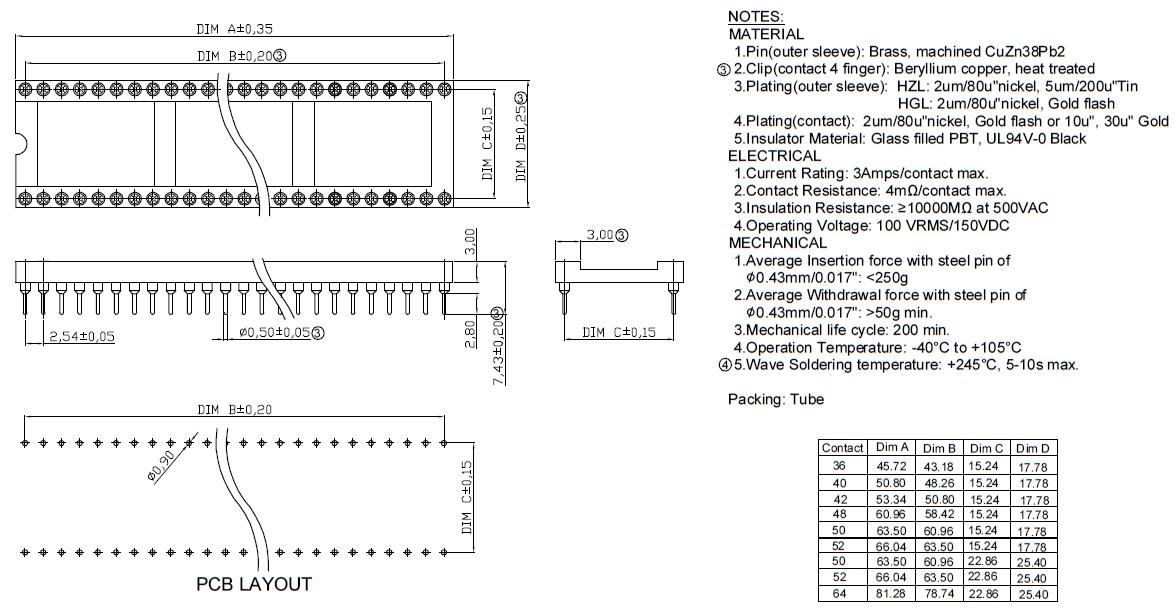 DIM A±0,35
DIM B±0,20③
DIM C±0,15
DIM D±0,25③
3,00
2,54±0,05
ø0,50±0,05③
2,80
7,43±0,20②
3,00③
DIM C±0,15
DIM B±0,20
ø0,90
DIM C±0,15
PCB LAYOUT
NOTES:
MATERIAL
1.Pin(outer sleeve): Brass, machined CuZn38Pb2
③ 2.Clip(contact 4 finger): Beryllium copper, heat treated
3.Plating(outer sleeve): HZL: 2um/80u"nickel, 5um/200u"Tin
HGL: 2um/80u"nickel, Gold flash
4.Plating(contact): 2um/80u"nickel, Gold flash or 10u", 30u" Gold
5.Insulator Material: Glass filled PBT, UL94V-0 Black
ELECTRICAL
1.Current Rating: 3Amps/contact max.
2.Contact Resistance: 4mΩ/contact max.
3.Insulation Resistance: ≥10000MΩ at 500VAC
4.Operating Voltage: 100 VRMS/150VDC
MECHANICAL
1.Average Insertion force with steel pin of
ø0.43mm/0.017": <250g
2.Average Withdrawal force with steel pin of
ø0.43mm/0.017": >50g min.
3.Mechanical life cycle: 200 min.
4.Operation Temperature: -40°C to +105°C
④ 5.Wave Soldering temperature: +245°C, 5-10s max.
Packing: Tube
Contact Dim A Dim B Dim C Dim D
36 45.72 43.18 15.24 17.78
40 50.80 48.26 15.24 17.78
42 53.34 50.80 15.24 17.78
48 60.96 58.42 15.24 17.78
50 63.50 60.96 15.24 17.78
52 66.04 63.50 15.24 17.78
50 63.50 60.96 22.86 25.40
52 66.04 63.50 22.86 25.40
64 81.28 78.74 22.86 25.40